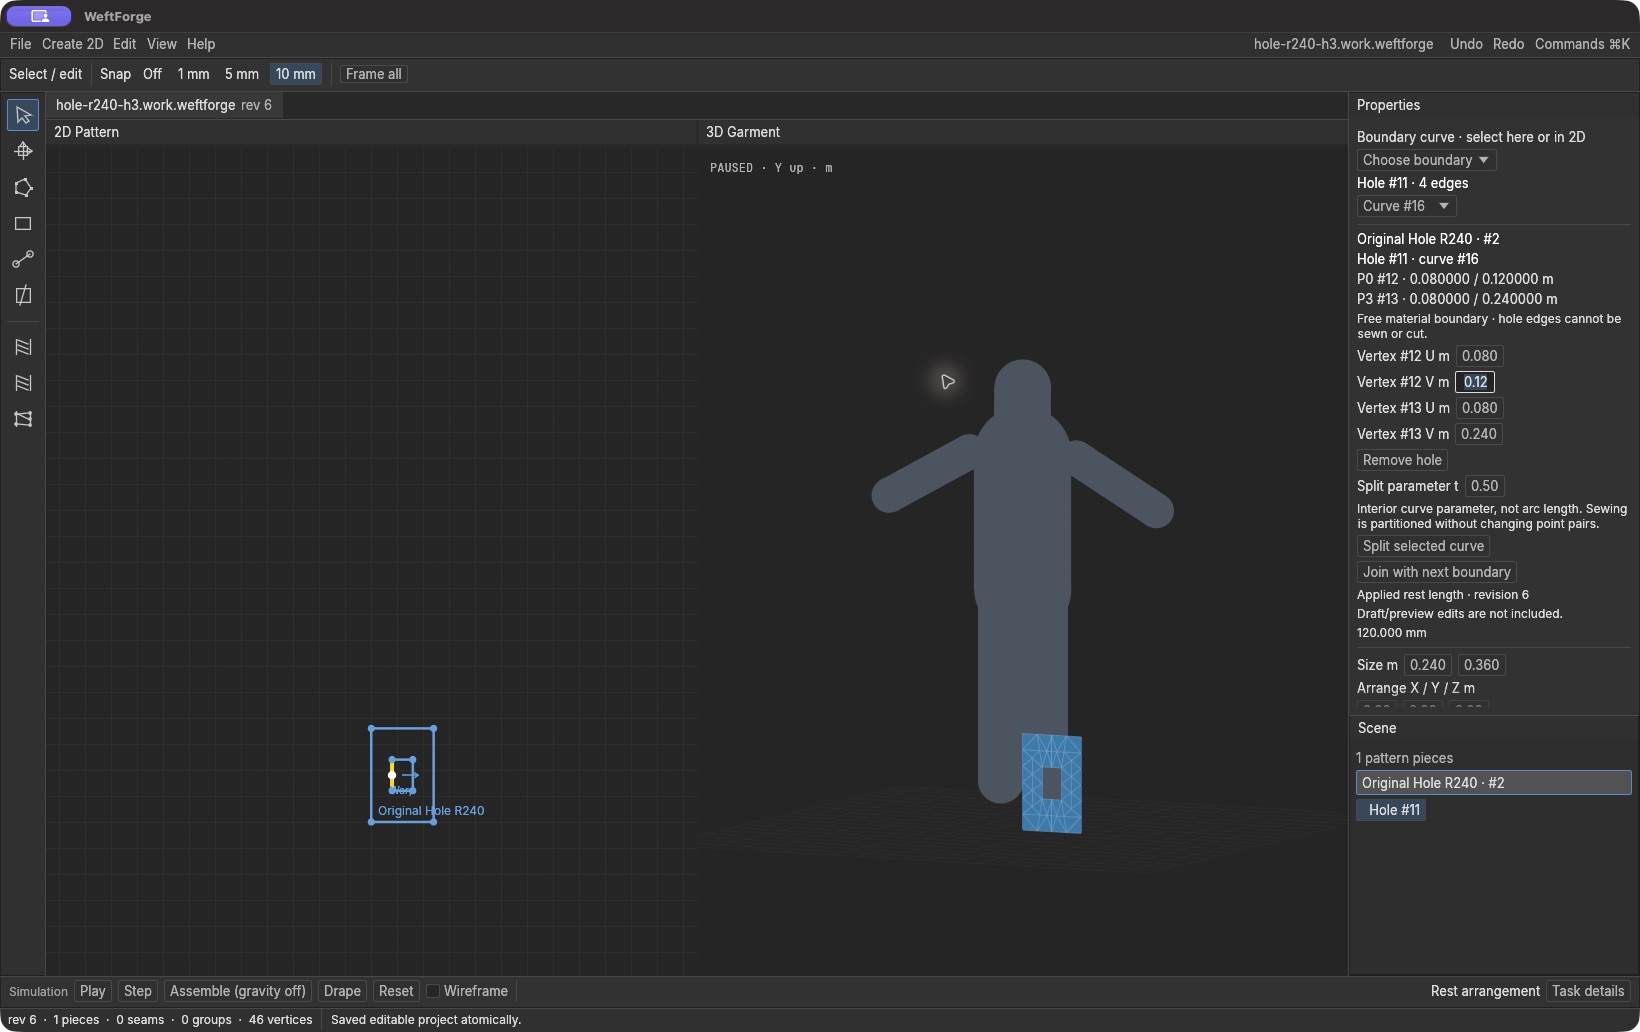 WeftForge
File Create 2D Edit View Help
hole-r240-h3.work.weftforge Undo Redo Commands ⌘K
Select / edit Snap Off 1 mm 5 mm 10 mm Frame all
hole-r240-h3.work.weftforge rev 6
2D Pattern
Warp
Original Hole R240
3D Garment
PAUSED · Y up · m
Properties
Boundary curve · select here or in 2D
Choose boundary
Hole #11 · 4 edges
Curve #16
Original Hole R240 · #2
Hole #11 · curve #16
P0 #12 · 0.080000 / 0.120000 m
P3 #13 · 0.080000 / 0.240000 m
Free material boundary · hole edges cannot be
sewn or cut.
Vertex #12 U m 0.080
Vertex #12 V m 0.12
Vertex #13 U m 0.080
Vertex #13 V m 0.240
Remove hole
Split parameter t 0.50
Interior curve parameter, not arc length. Sewing
is partitioned without changing point pairs.
Split selected curve
Join with next boundary
Applied rest length · revision 6
Draft/preview edits are not included.
120.000 mm
Size m 0.240 0.360
Arrange X / Y / Z m
Scene
1 pattern pieces
Original Hole R240 · #2
Hole #11
Simulation Play Step Assemble (gravity off) Drape Reset Wireframe
Rest arrangement Task details
rev 6 · 1 pieces · 0 seams · 0 groups · 46 vertices Saved editable project atomically.